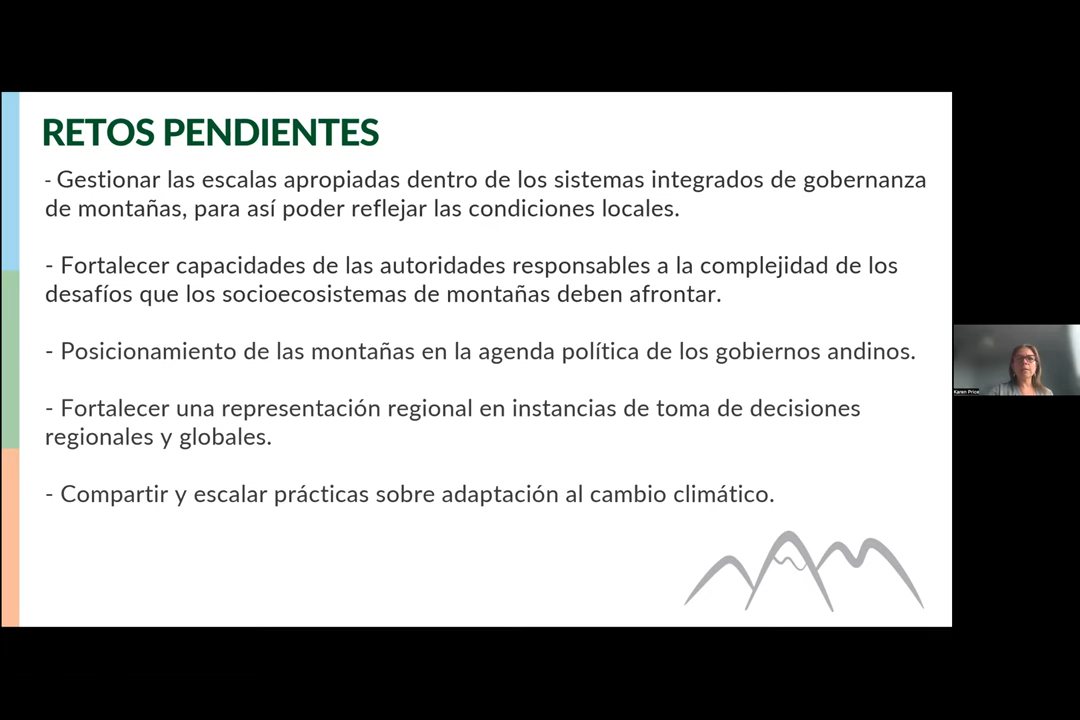 RETOS PENDIENTES
- Gestionar las escalas apropiadas dentro de los sistemas integrados de gobernanza
de montañas, para así poder reflejar las condiciones locales.
- Fortalecer capacidades de las autoridades responsables a la complejidad de los
desafíos que los socioecosistemas de montañas deben afrontar.
- Posicionamiento de las montañas en la agenda política de los gobiernos andinos.
- Fortalecer una representación regional en instancias de toma de decisiones
regionales y globales.
- Compartir y escalar prácticas sobre adaptación al cambio climático.
Karen Price